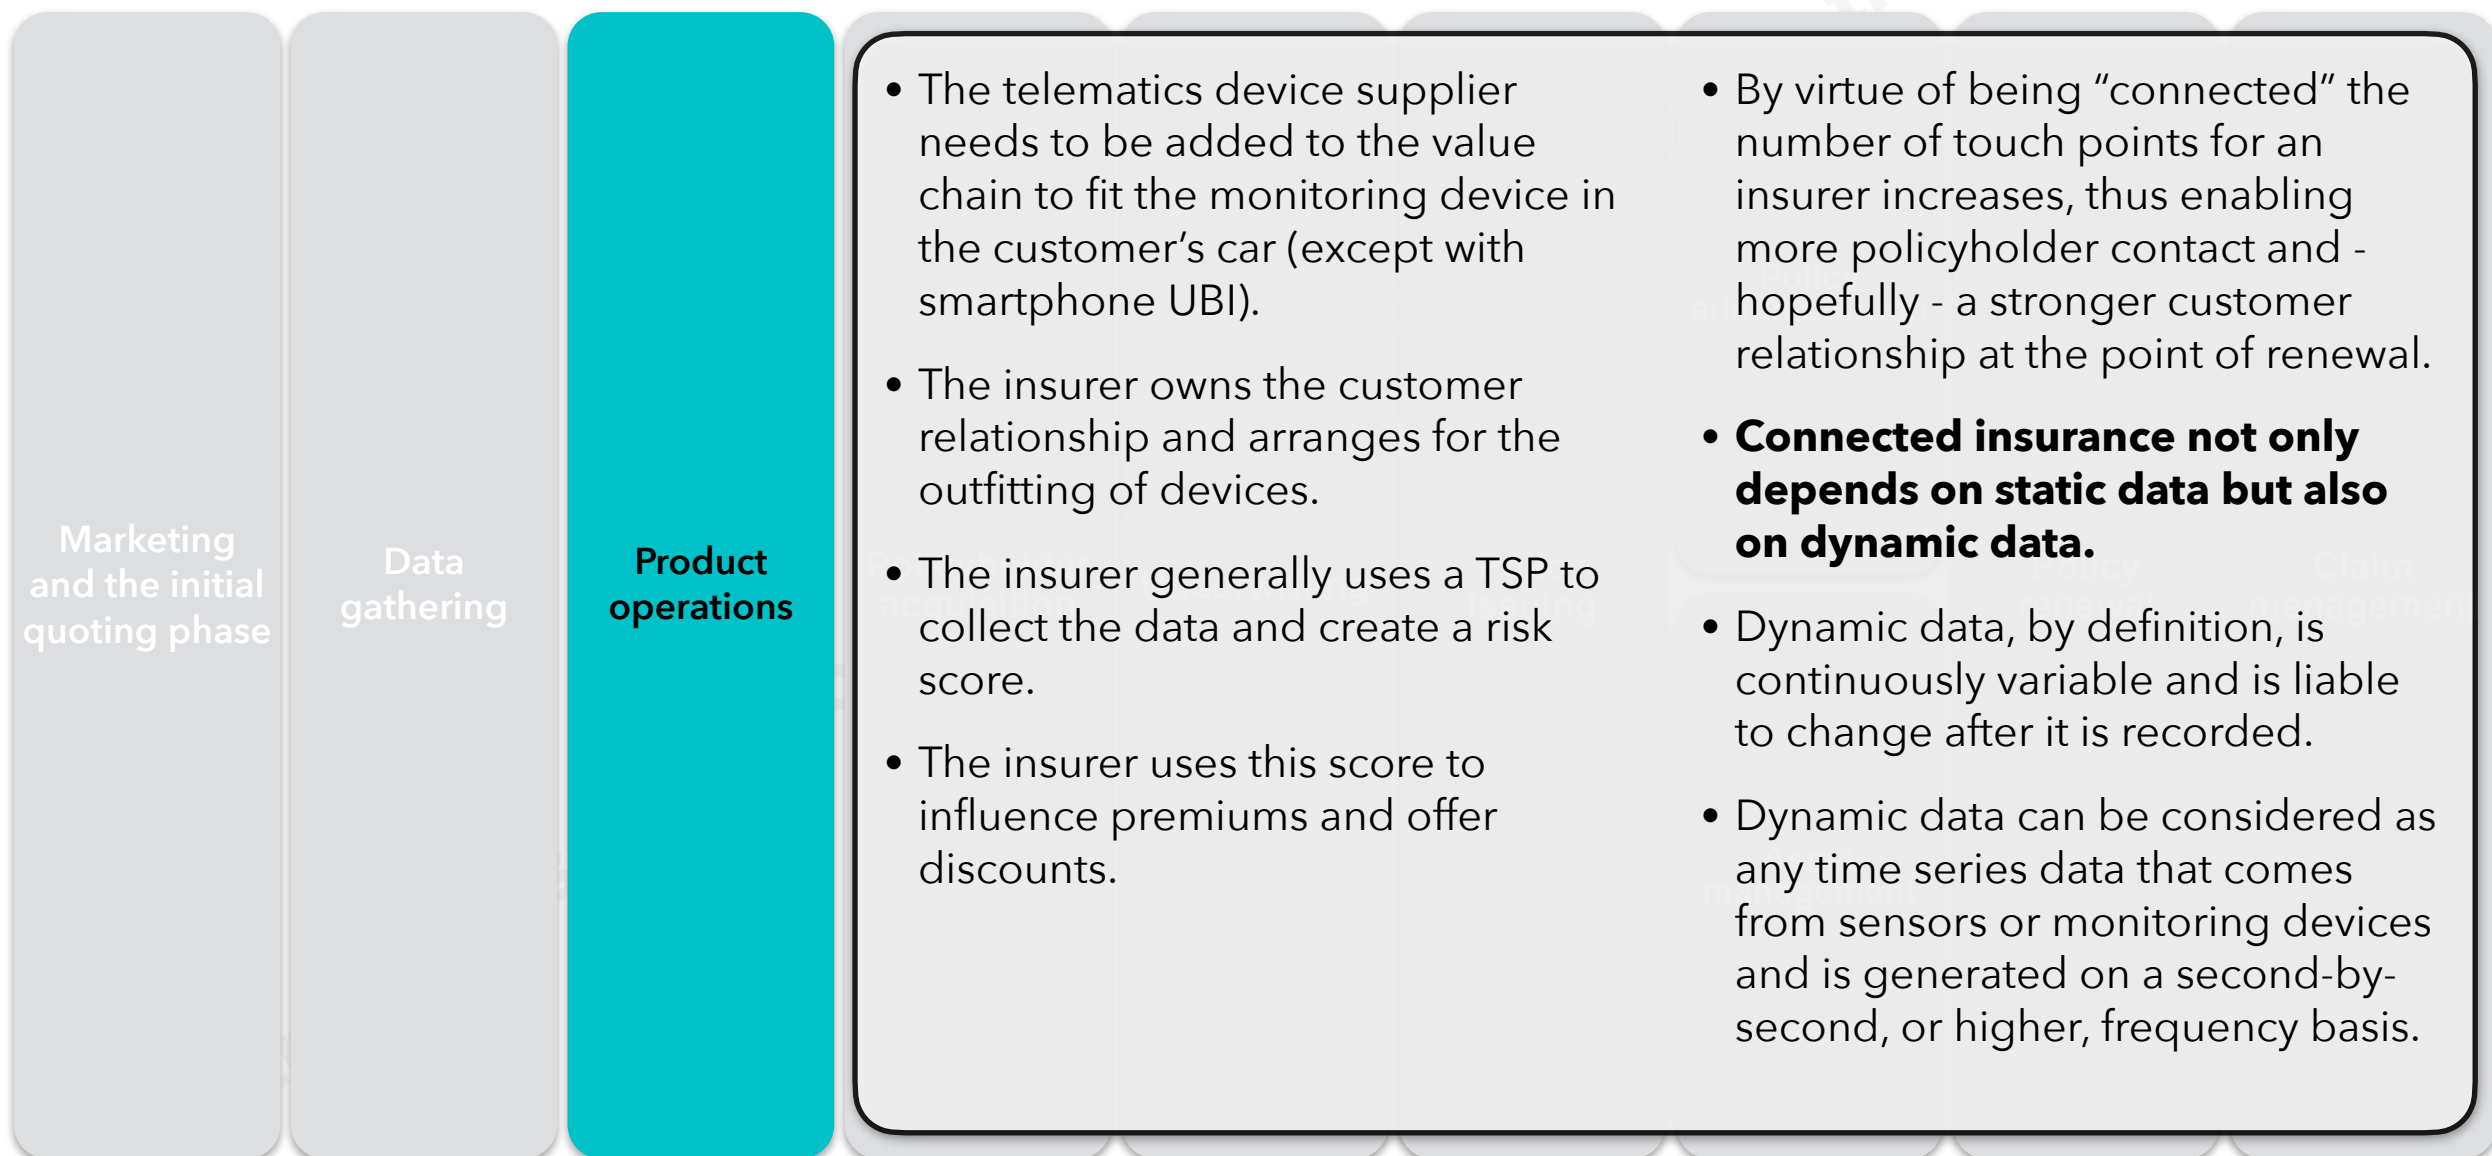 Marketing
and the initial
quoting phase
Data
gathering
Product
operations
• The telematics device supplier
needs to be added to the value
chain to fit the monitoring device in
the customer's car (except with
smartphone UBI).
• The insurer owns the customer
relationship and arranges for the
outfitting of devices.
• The insurer generally uses a TSP to
collect the data and create a risk
score.
• The insurer uses this score to
influence premiums and offer
discounts.
• By virtue of being “connected” the
number of touch points for an
insurer increases, thus enabling
more policyholder contact and -
hopefully - a stronger customer
relationship at the point of renewal.
• Connected insurance not only
depends on static data but also
on dynamic data.
• Dynamic data, by definition, is
continuously variable and is liable
to change after it is recorded.
• Dynamic data can be considered as
any time series data that comes
from sensors or monitoring devices
and is generated on a second-by-
second, or higher, frequency basis.
acquisition
Issuing
Policy
Policy
renewal
Claim
management
management